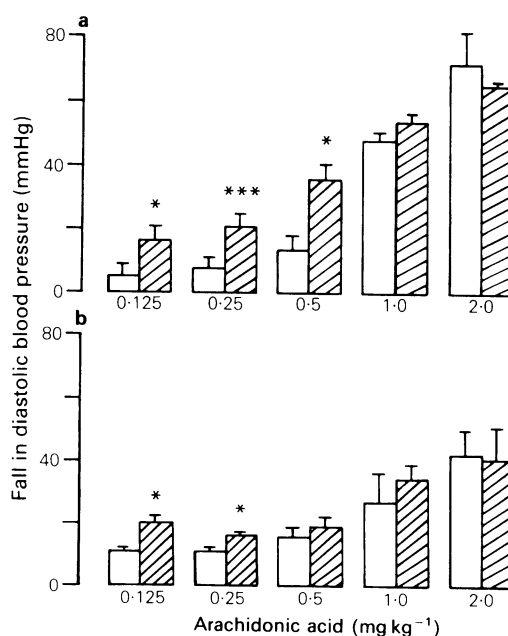 a
80
40
0
*
***
*
0·125 0·25 0·5 1·0 2·0
b
80
40
0
*
*
0·125 0·25 0·5 1·0 2·0
Fall in diastolic blood pressure (mmHg)
Arachidonic acid (mg kg⁻¹)